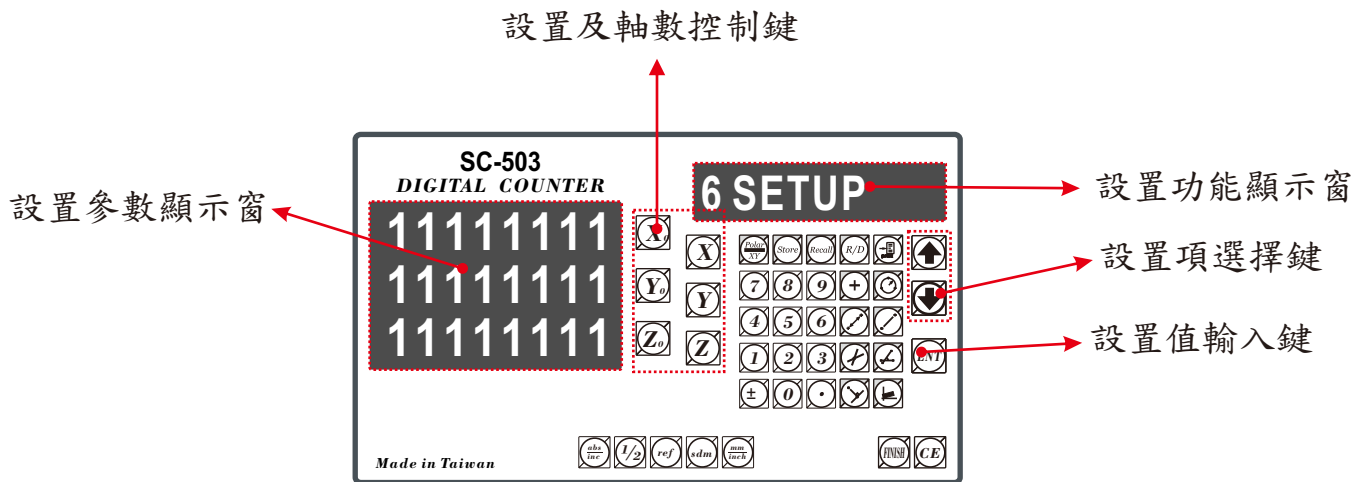 設置及軸數控制鍵
SC-503
DIGITAL COUNTER
6 SETUP
設置功能顯示窗
設置參數顯示窗
11111111
11111111
11111111
X₀
X
Y₀
Y
Z₀
Z
Polar XY Store Recall R/D
7 8 9 +
4 5 6
1 2 3
± 0 •
設置項選擇鍵
ENT
設置值輸入鍵
Made in Taiwan
abs inc 1/2 ref sdm mm inch
FINISH CE